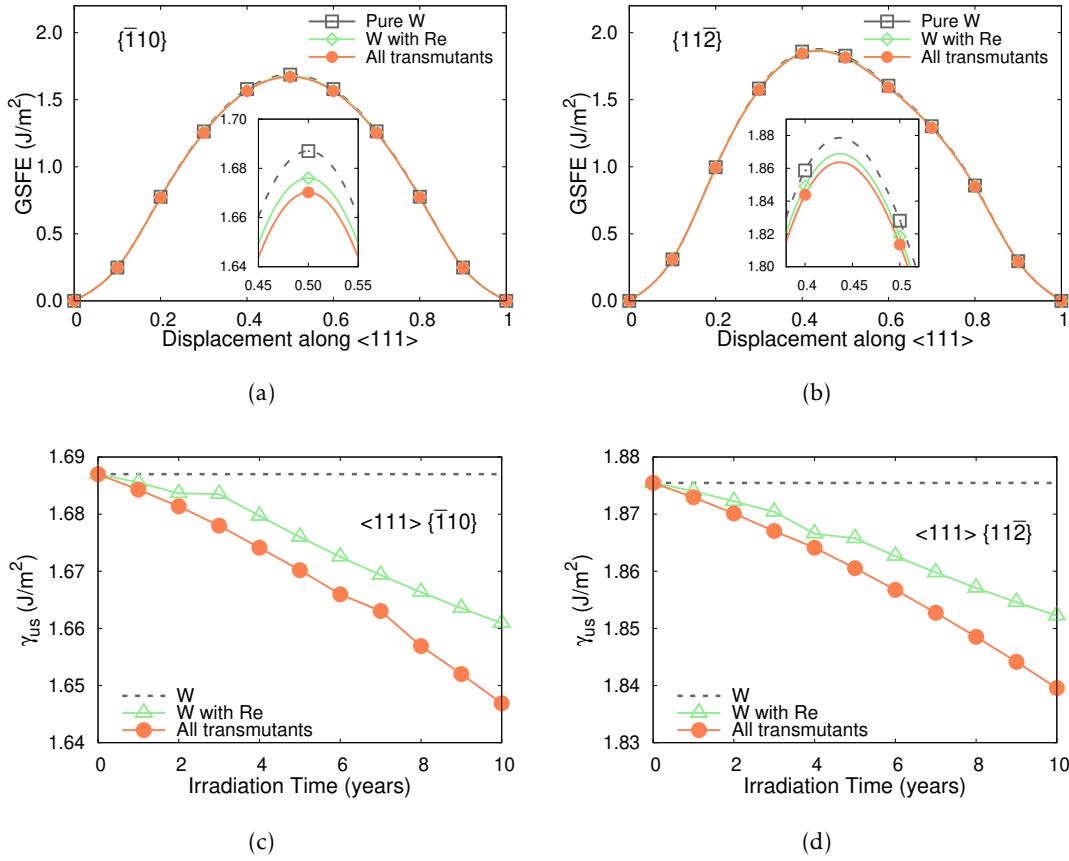 {1̅10}
Pure W
W with Re
All transmutants
GSFE (J/m²)
2.0
1.5
1.0
0.5
0.0
1.70
1.68
1.66
1.64
0.45 0.50 0.55
0 0.2 0.4 0.6 0.8 1
Displacement along <111>
(a)
{112̅}
Pure W
W with Re
All transmutants
GSFE (J/m²)
2.0
1.5
1.0
0.5
0.0
1.88
1.86
1.84
1.82
1.80
0.4 0.45 0.5
0 0.2 0.4 0.6 0.8 1
Displacement along <111>
(b)
γus (J/m²)
1.69
1.68
1.67
1.66
1.65
1.64
<111> {1̅10}
W
W with Re
All transmutants
0 2 4 6 8 10
Irradiation Time (years)
(c)
γus (J/m²)
1.88
1.87
1.86
1.85
1.84
1.83
<111> {112̅}
W
W with Re
All transmutants
0 2 4 6 8 10
Irradiation Time (years)
(d)